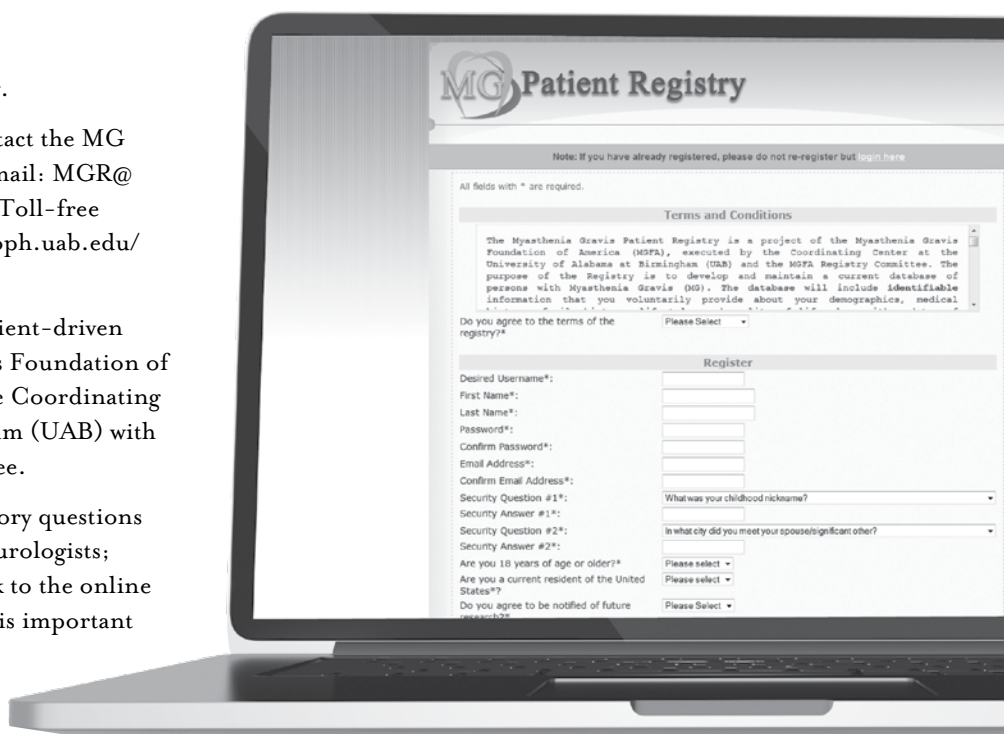 .
tact the MG
nail: MGR@
Toll-free
oph.uab.edu/
ient-driven
s Foundation of
e Coordinating
am (UAB) with
ee.
ory questions
urologists;
k to the online
is important
MG Patient Registry
Note: If you have already registered, please do not re-register but login here
All fields with * are required.
Terms and Conditions
The Myasthenia Gravis Patient Registry is a project of the Myasthenia Gravis
Foundation of America (MGFA), executed by the Coordinating Center at the
University of Alabama at Birmingham (UAB) and the MGFA Registry Committee. The
purpose of the Registry is to develop and maintain a current database of
persons with Myasthenia Gravis (MG). The database will include identifiable
information that you voluntarily provide about your demographics, medical
Do you agree to the terms of the
registry?* Please Select
Register
Desired Username*:
First Name*:
Last Name*:
Password*:
Confirm Password*:
Email Address*:
Confirm Email Address*:
Security Question #1*: What was your childhood nickname?
Security Answer #1*:
Security Question #2*: In what city did you meet your spouse/significant other?
Security Answer #2*:
Are you 18 years of age or older?* Please select
Are you a current resident of the United
States*? Please select
Do you agree to be notified of future
research?* Please Select